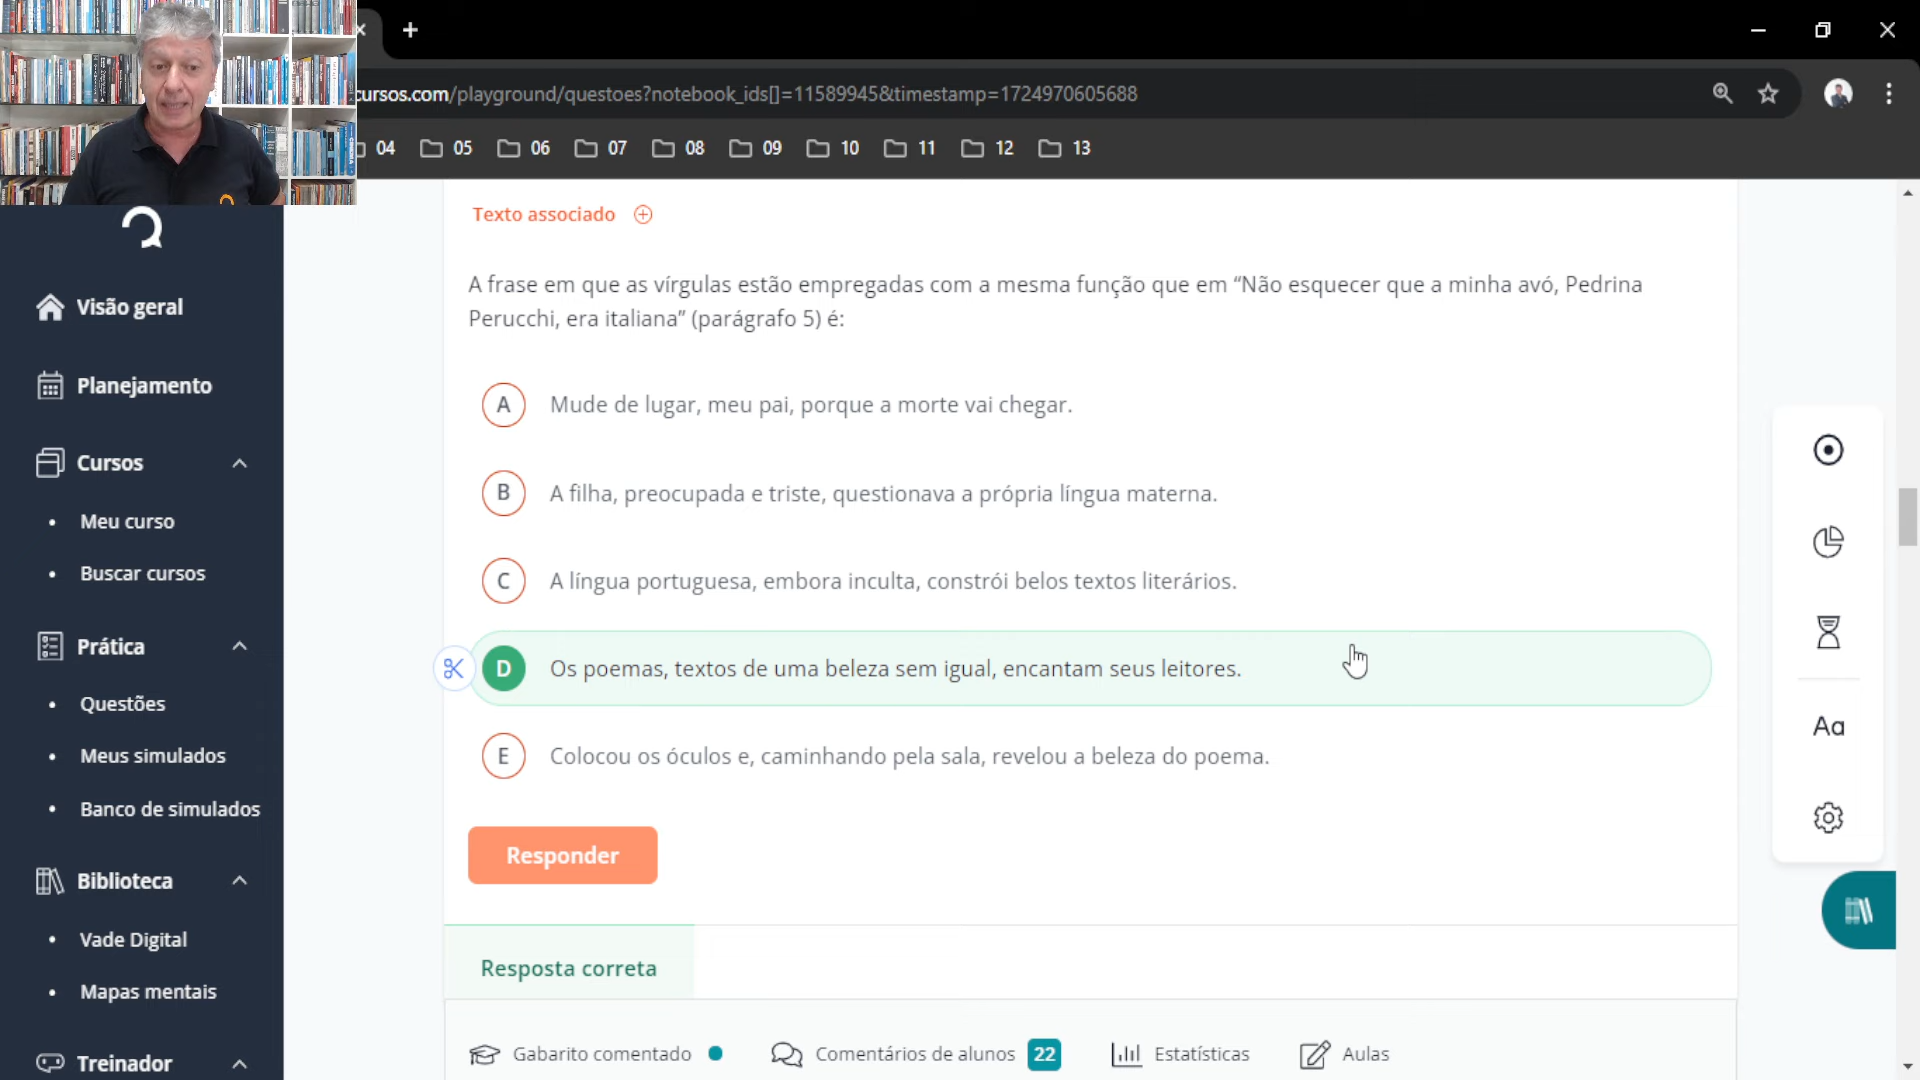 cursos.com/playground/questoes?notebook_ids[]=11589945&timestamp=1724970605688
04 05 06 07 08 09 10 11 12 13
Visão geral
Planejamento
Cursos
Meu curso
Buscar cursos
Prática
Questões
Meus simulados
Banco de simulados
Biblioteca
Vade Digital
Mapas mentais
Treinador
Texto associado
A frase em que as vírgulas estão empregadas com a mesma função que em “Não esquecer que a minha avó, Pedrina
Perucchi, era italiana” (parágrafo 5) é:
A Mude de lugar, meu pai, porque a morte vai chegar.
B A filha, preocupada e triste, questionava a própria língua materna.
C A língua portuguesa, embora inculta, constrói belos textos literários.
D Os poemas, textos de uma beleza sem igual, encantam seus leitores.
E Colocou os óculos e, caminhando pela sala, revelou a beleza do poema.
Responder
Resposta correta
Gabarito comentado Comentários de alunos 22 Estatísticas Aulas
Aa